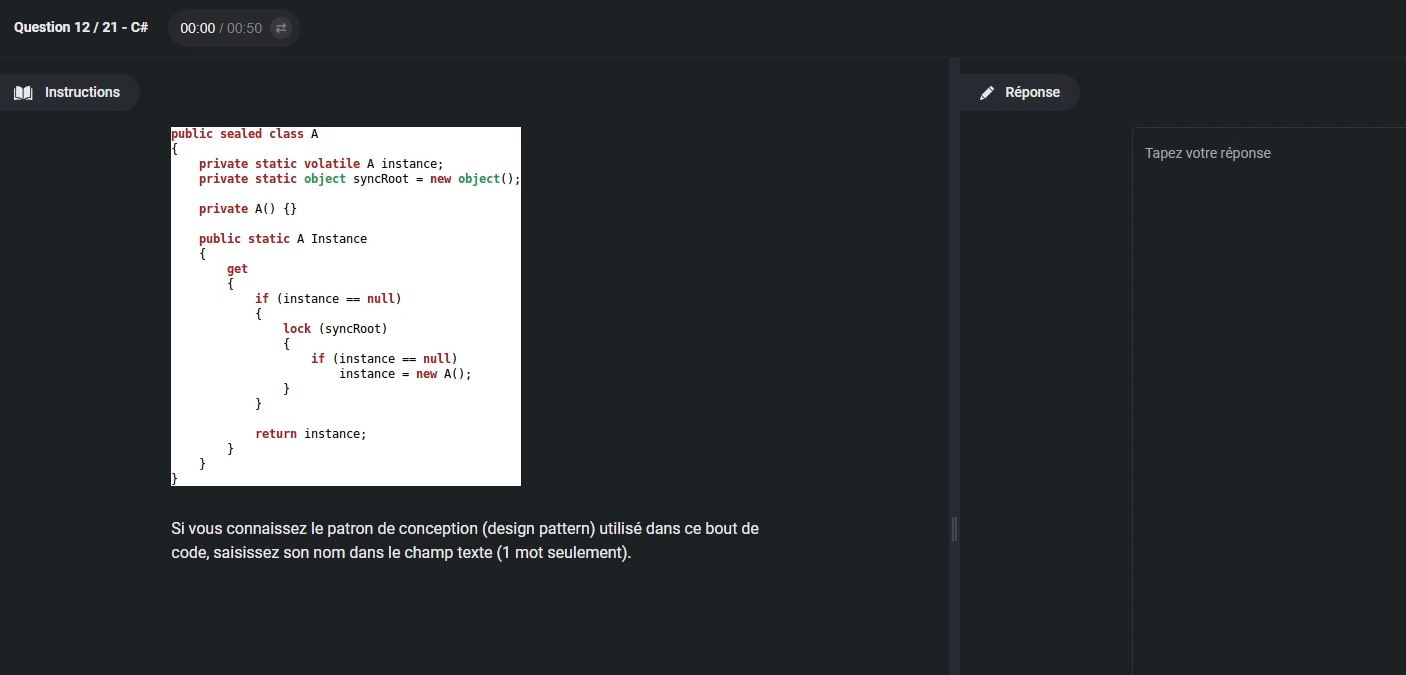 Question 12 / 21 - C#
00:00 / 00:50
Instructions
Réponse
public sealed class A
{
    private static volatile A instance;
    private static object syncRoot = new object();

    private A() {}

    public static A Instance
    {
        get
        {
            if (instance == null)
            {
                lock (syncRoot)
                {
                    if (instance == null)
                        instance = new A();
                }
            }

            return instance;
        }
    }
}
Tapez votre réponse
Si vous connaissez le patron de conception (design pattern) utilisé dans ce bout de
code, saisissez son nom dans le champ texte (1 mot seulement).